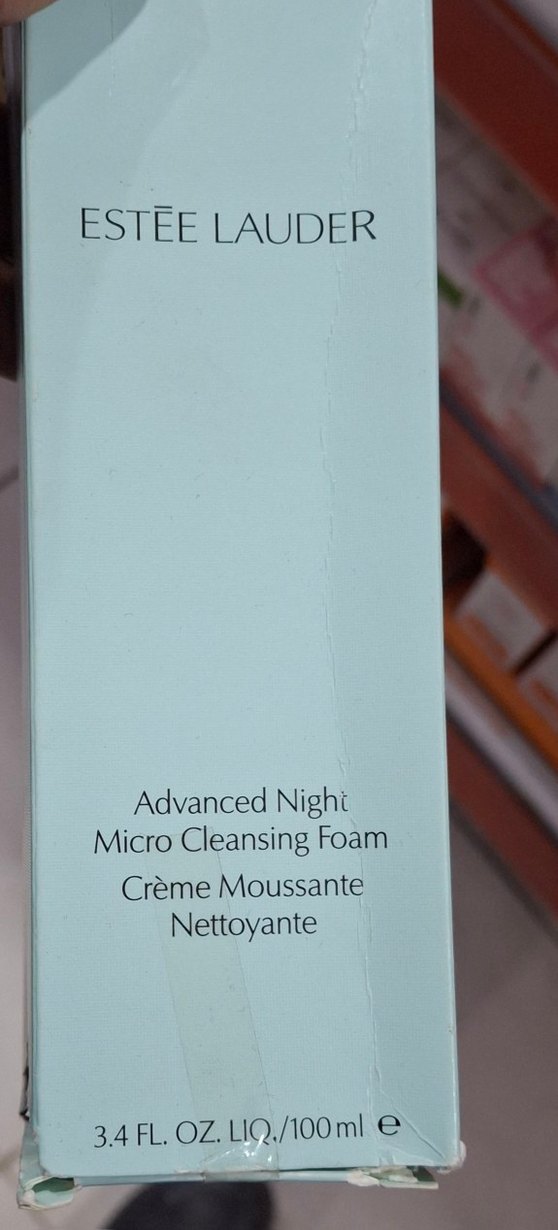 ESTĒE LAUDER
Advanced Night
Micro Cleansing Foam
Crème Moussante
Nettoyante
3.4 FL. OZ. LIQ./100 ml ℮